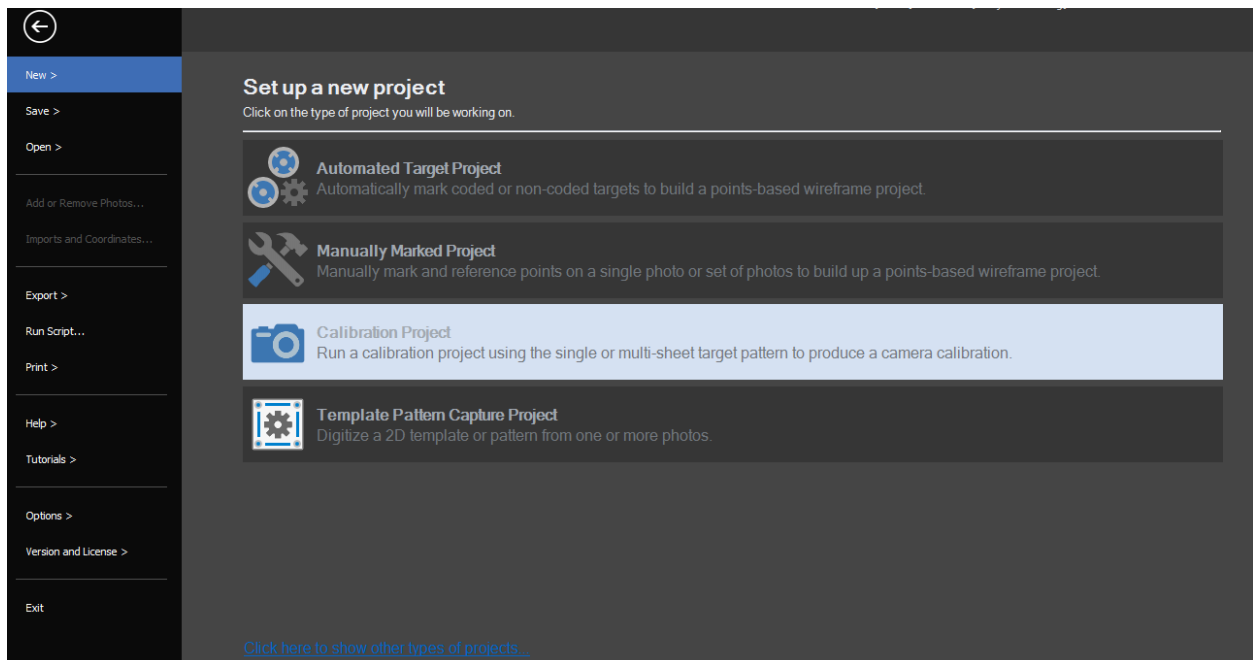 New >
Set up a new project
Save >
Click on the type of project you will be working on.
Open >
Automated Target Project
Automatically mark coded or non-coded targets to build a points-based wireframe project.
Add or Remove Photos...
Imports and Coordinates...
Manually Marked Project
Manually mark and reference points on a single photo or set of photos to build up a points-based wireframe project.
Export >
Run Script...
Calibration Project
Run a calibration project using the single or multi-sheet target pattern to produce a camera calibration.
Print >
Help >
Template Pattern Capture Project
Digitize a 2D template or pattern from one or more photos.
Tutorials >
Options >
Version and License >
Exit
Click here to show other types of projects...